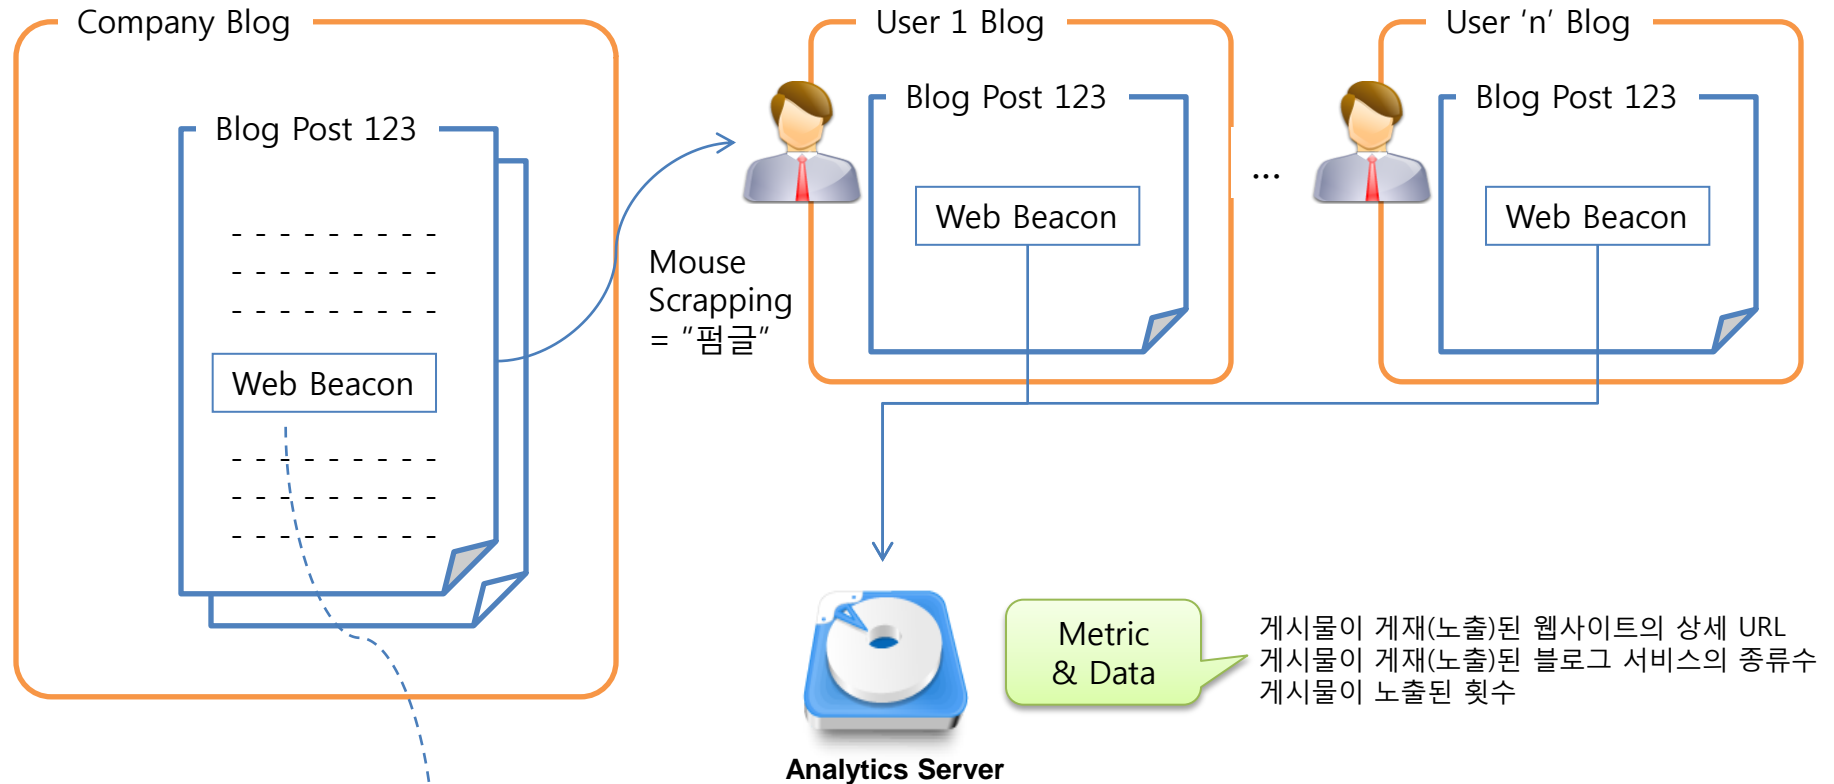 Company Blog
Blog Post 123
- - - - - - - - -
- - - - - - - - -
- - - - - - - - -
Web Beacon
- - - - - - - - -
- - - - - - - - -
- - - - - - - - -
Mouse
Scrapping
= "펌글"
User 1 Blog
Blog Post 123
Web Beacon
...
User 'n' Blog
Blog Post 123
Web Beacon
Analytics Server
Metric
& Data
게시물이 게재(노출)된 웹사이트의 상세 URL
게시물이 게재(노출)된 블로그 서비스의 종류수
게시물이 노출된 횟수